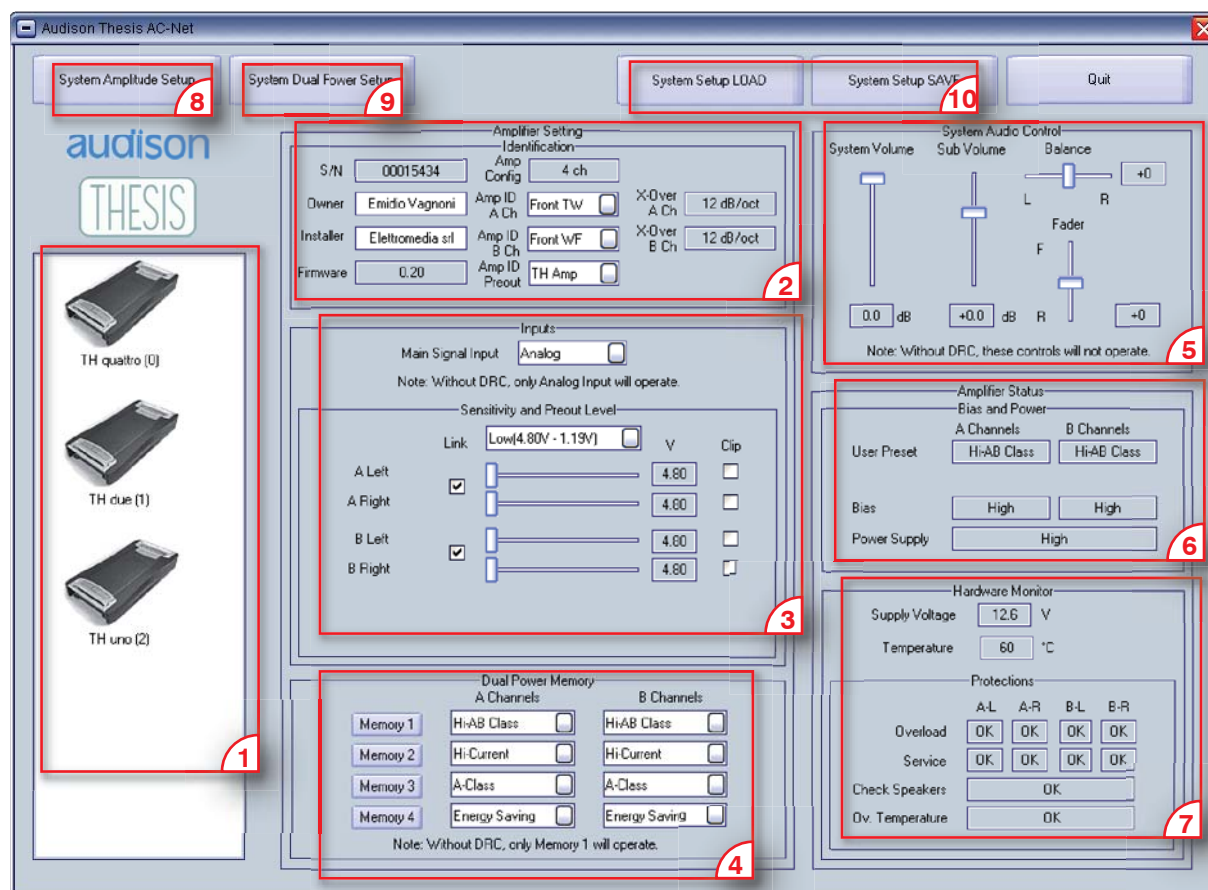 Audison Thesis AC-Net
System Amplitude Setup
8
System Dual Power Setup
9
System Setup LOAD
System Setup SAVE
10
Quit
audison
THESIS
TH quattro (0)
TH due (1)
TH uno (2)
1
Amplifier Setting
Identification
S/N 00015434 Amp Config 4 ch
Owner Emidio Vagnoni Amp ID A Ch Front TW X-Over A Ch 12 dB/oct
Installer Elettromedia srl Amp ID B Ch Front WF X-Over B Ch 12 dB/oct
Firmware 0.20 Amp ID Preout TH Amp
2
Inputs
Main Signal Input Analog
Note: Without DRC, only Analog Input will operate.
Sensitivity and Preout Level
Link Low(4.80V - 1.19V) V Clip
A Left 4.80
A Right 4.80
B Left 4.80
B Right 4.80
3
Dual Power Memory
A Channels B Channels
Memory 1 Hi-AB Class Hi-AB Class
Memory 2 Hi-Current Hi-Current
Memory 3 A-Class A-Class
Memory 4 Energy Saving Energy Saving
Note: Without DRC, only Memory 1 will operate.
4
System Audio Control
System Volume Sub Volume Balance
+0
L R
Fader
F
0.0 dB +0.0 dB R +0
Note: Without DRC, these controls will not operate.
5
Amplifier Status
Bias and Power
A Channels B Channels
User Preset Hi-AB Class Hi-AB Class
Bias High High
Power Supply High
6
Hardware Monitor
Supply Voltage 12.6 V
Temperature 60 °C
Protections
A-L A-R B-L B-R
Overload OK OK OK OK
Service OK OK OK OK
Check Speakers OK
Ov. Temperature OK
7